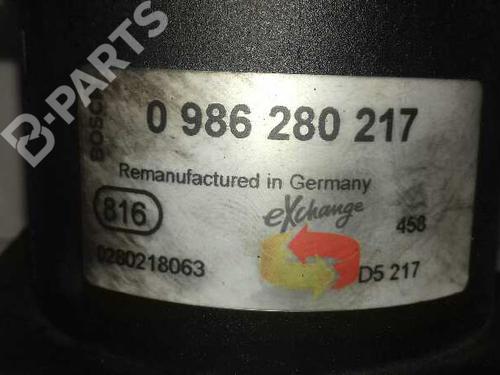 B-PARTS
BOSCH
0 986 280 217
Remanufactured in Germany
816
eXchange
458
0280218063
D5 217